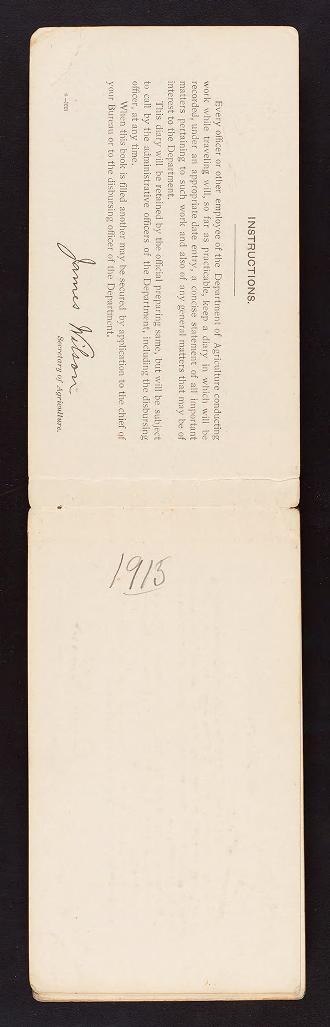 INSTRUCTIONS.
Every officer or other employee of the Department of Agriculture conducting
work while traveling will, so far as practicable, keep a diary in which will be
recorded, under an appropriate date entry, a concise statement of all important
matters pertaining to such work and also of any general matters that may be of
interest to the Department.
This diary will be retained by the official preparing same, but will be subject
to call by the administrative officers of the Department, including the disbursing
officer, at any time.
When this book is filled another may be secured by application to the chief of
your Bureau or to the disbursing officer of the Department.
James Wilson
Secretary of Agriculture.
1915